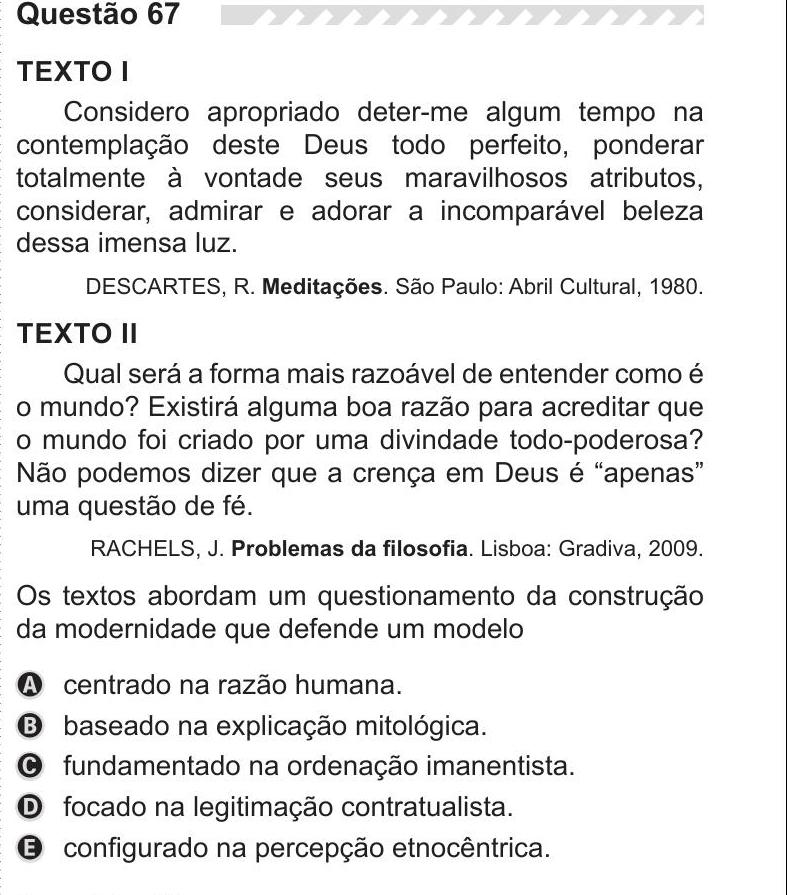 Questão 67
TEXTO I
Considero apropriado deter-me algum tempo na
contemplação deste Deus todo perfeito, ponderar
totalmente à vontade seus maravilhosos atributos,
considerar, admirar e adorar a incomparável beleza
dessa imensa luz.
DESCARTES, R. Meditações. São Paulo: Abril Cultural, 1980.
TEXTO II
Qual será a forma mais razoável de entender como é
o mundo? Existirá alguma boa razão para acreditar que
o mundo foi criado por uma divindade todo-poderosa?
Não podemos dizer que a crença em Deus é “apenas”
uma questão de fé.
RACHELS, J. Problemas da filosofia. Lisboa: Gradiva, 2009.
Os textos abordam um questionamento da construção
da modernidade que defende um modelo
A centrado na razão humana.
B baseado na explicação mitológica.
C fundamentado na ordenação imanentista.
D focado na legitimação contratualista.
E configurado na percepção etnocêntrica.